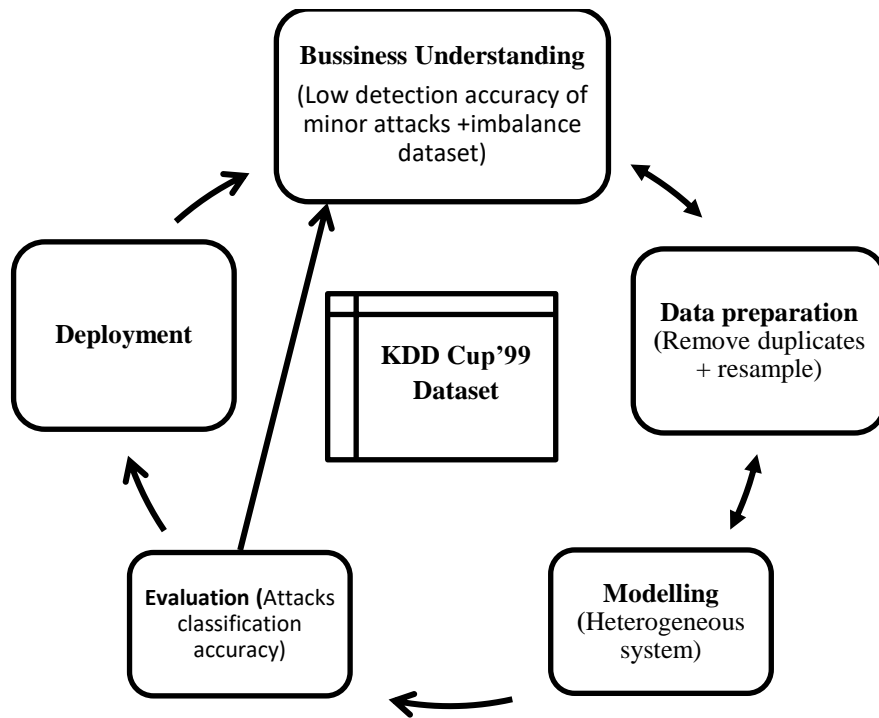 Bussiness Understanding
(Low detection accuracy of
minor attacks +imbalance
dataset)
Data preparation
(Remove duplicates
+ resample)
Modelling
(Heterogeneous
system)
Evaluation (Attacks
classification
accuracy)
Deployment
KDD Cup’99
Dataset